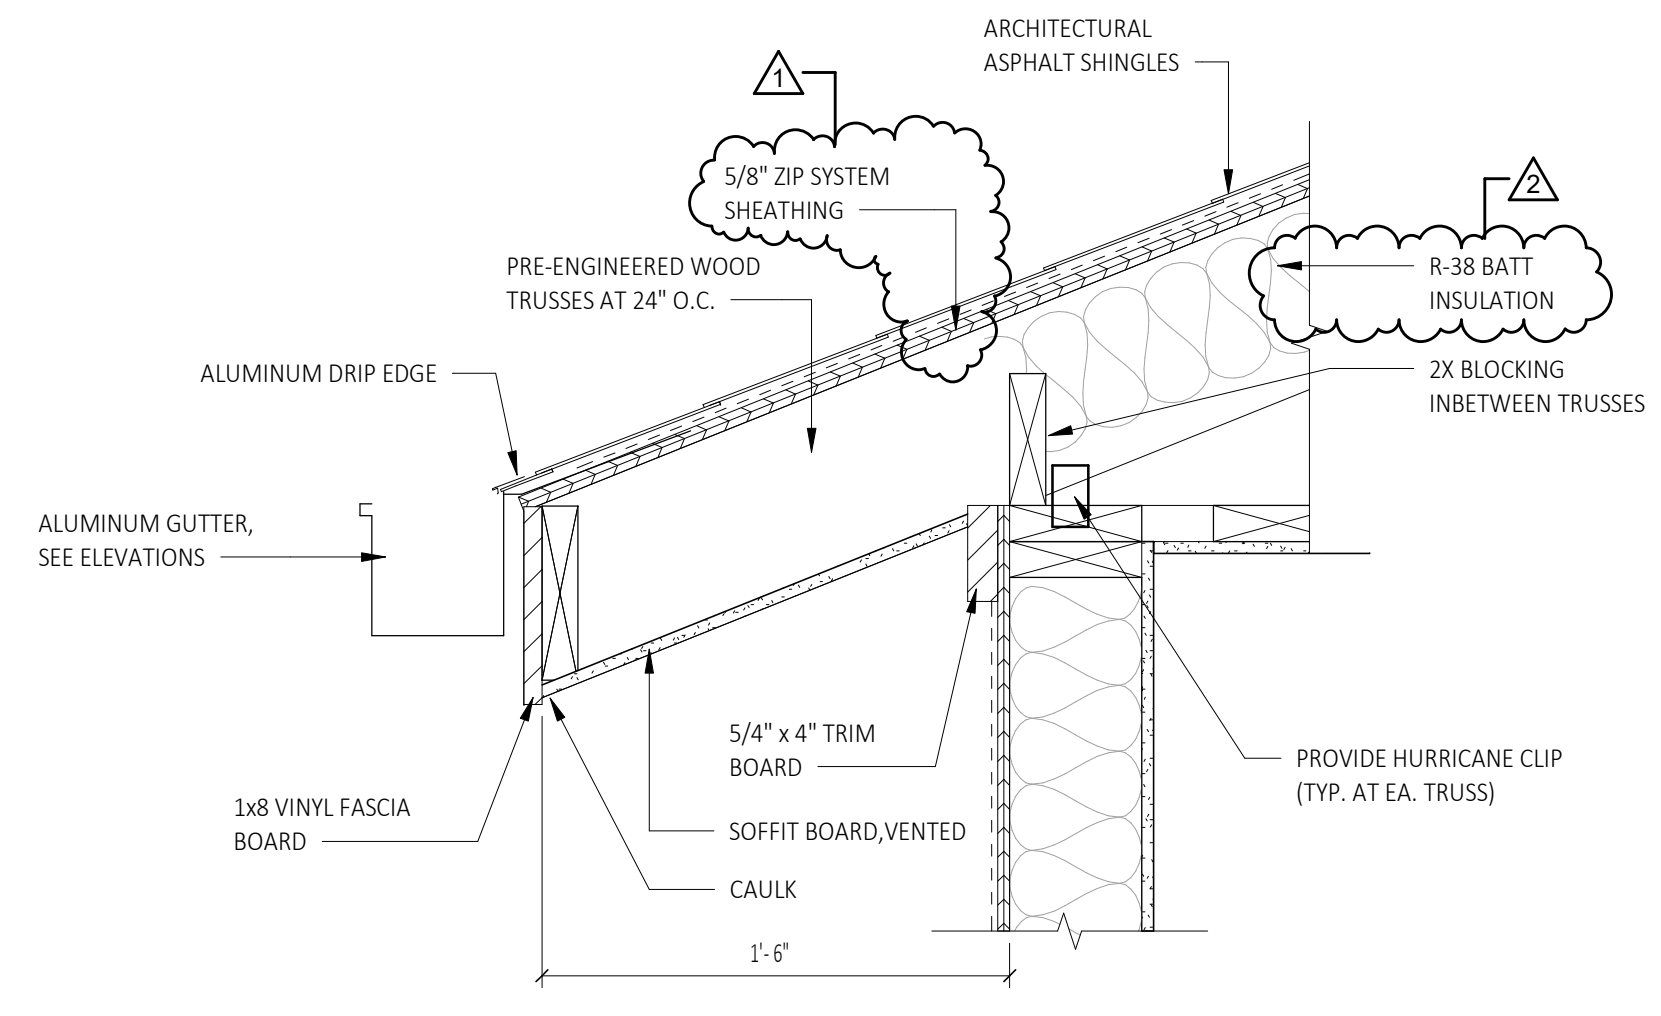 ARCHITECTURAL
ASPHALT SHINGLES
1
5/8" ZIP SYSTEM
SHEATHING
2
R-38 BATT
INSULATION
PRE-ENGINEERED WOOD
TRUSSES AT 24" O.C.
ALUMINUM DRIP EDGE
2X BLOCKING
INBETWEEN TRUSSES
ALUMINUM GUTTER,
SEE ELEVATIONS
5/4" x 4" TRIM
BOARD
PROVIDE HURRICANE CLIP
(TYP. AT EA. TRUSS)
1x8 VINYL FASCIA
BOARD
SOFFIT BOARD,VENTED
CAULK
1'- 6"